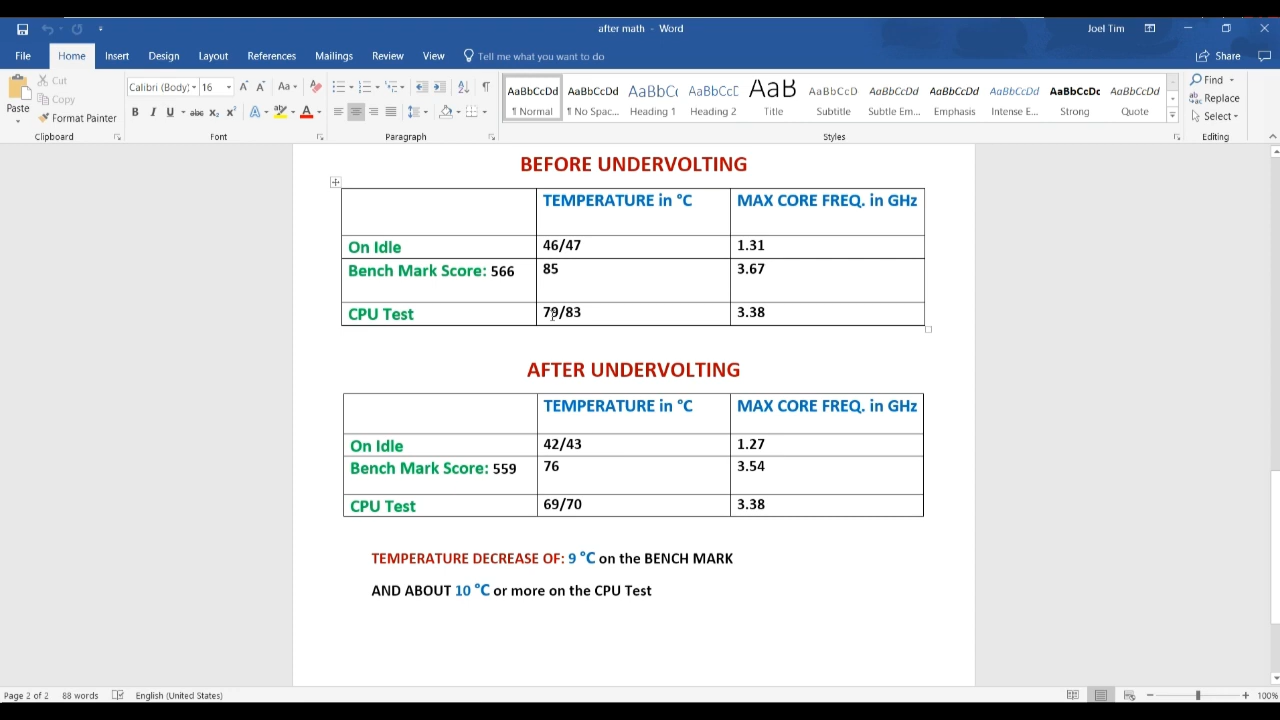 after math - Word
Joel Tim
File Home Insert Design Layout References Mailings Review View Tell me what you want to do
Share
Paste
Cut
Copy
Format Painter
Calibri (Body) 16
Aa
B I U abc X₂ X²
A A
¶
AaBbCcDd AaBbCcDd AaBbC( AaBbCcE AaB AaBbCcD AaBbCcDd AaBbCcDd AaBbCcDd AaBbCcDc AaBbCcDd
¶ Normal ¶ No Spac... Heading 1 Heading 2 Title Subtitle Subtle Em... Emphasis Intense E... Strong Quote
Find
Replace
Select
Clipboard Font Paragraph Styles Editing
BEFORE UNDERVOLTING
TEMPERATURE in °C MAX CORE FREQ. in GHz
On Idle 46/47 1.31
Bench Mark Score: 566 85 3.67
CPU Test 79/83 3.38
AFTER UNDERVOLTING
TEMPERATURE in °C MAX CORE FREQ. in GHz
On Idle 42/43 1.27
Bench Mark Score: 559 76 3.54
CPU Test 69/70 3.38
TEMPERATURE DECREASE OF: 9 °C on the BENCH MARK
AND ABOUT 10 °C or more on the CPU Test
Page 2 of 2 88 words English (United States) 100%